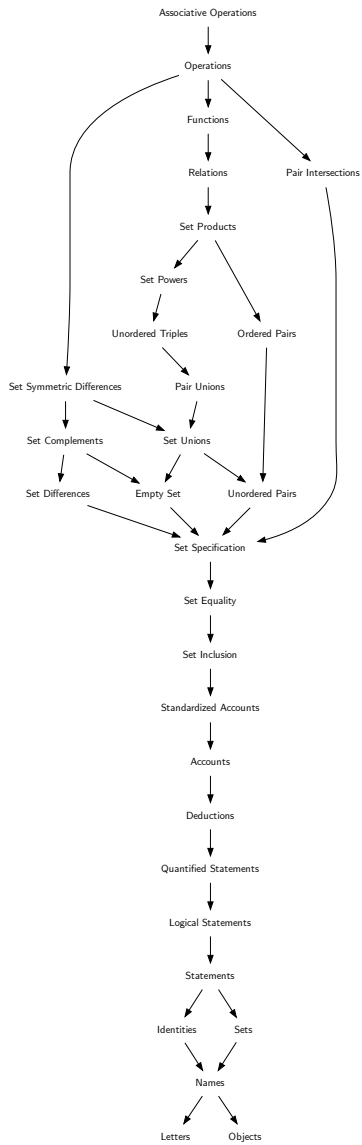 Associative Operations
Operations
Functions
Relations
Pair Intersections
Set Products
Set Powers
Unordered Triples
Ordered Pairs
Set Symmetric Differences
Pair Unions
Set Complements
Set Unions
Set Differences
Empty Set
Unordered Pairs
Set Specification
Set Equality
Set Inclusion
Standardized Accounts
Accounts
Deductions
Quantified Statements
Logical Statements
Statements
Identities
Sets
Names
Letters
Objects